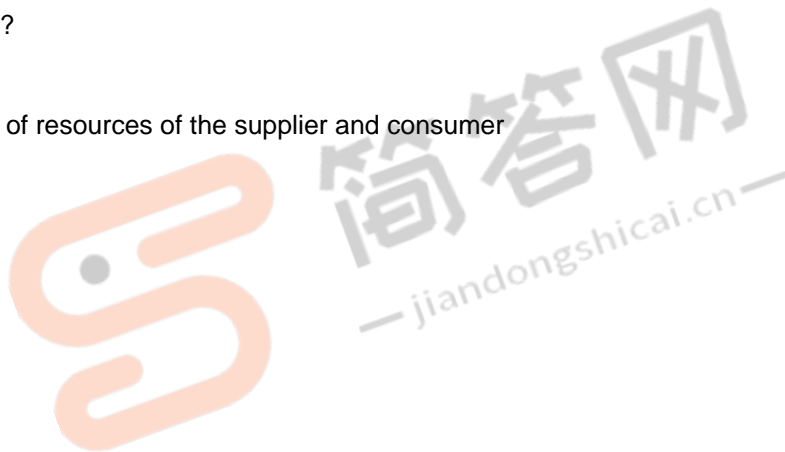 ?
of resources of the supplier and consumer
简答网
jiandongshicai.cn